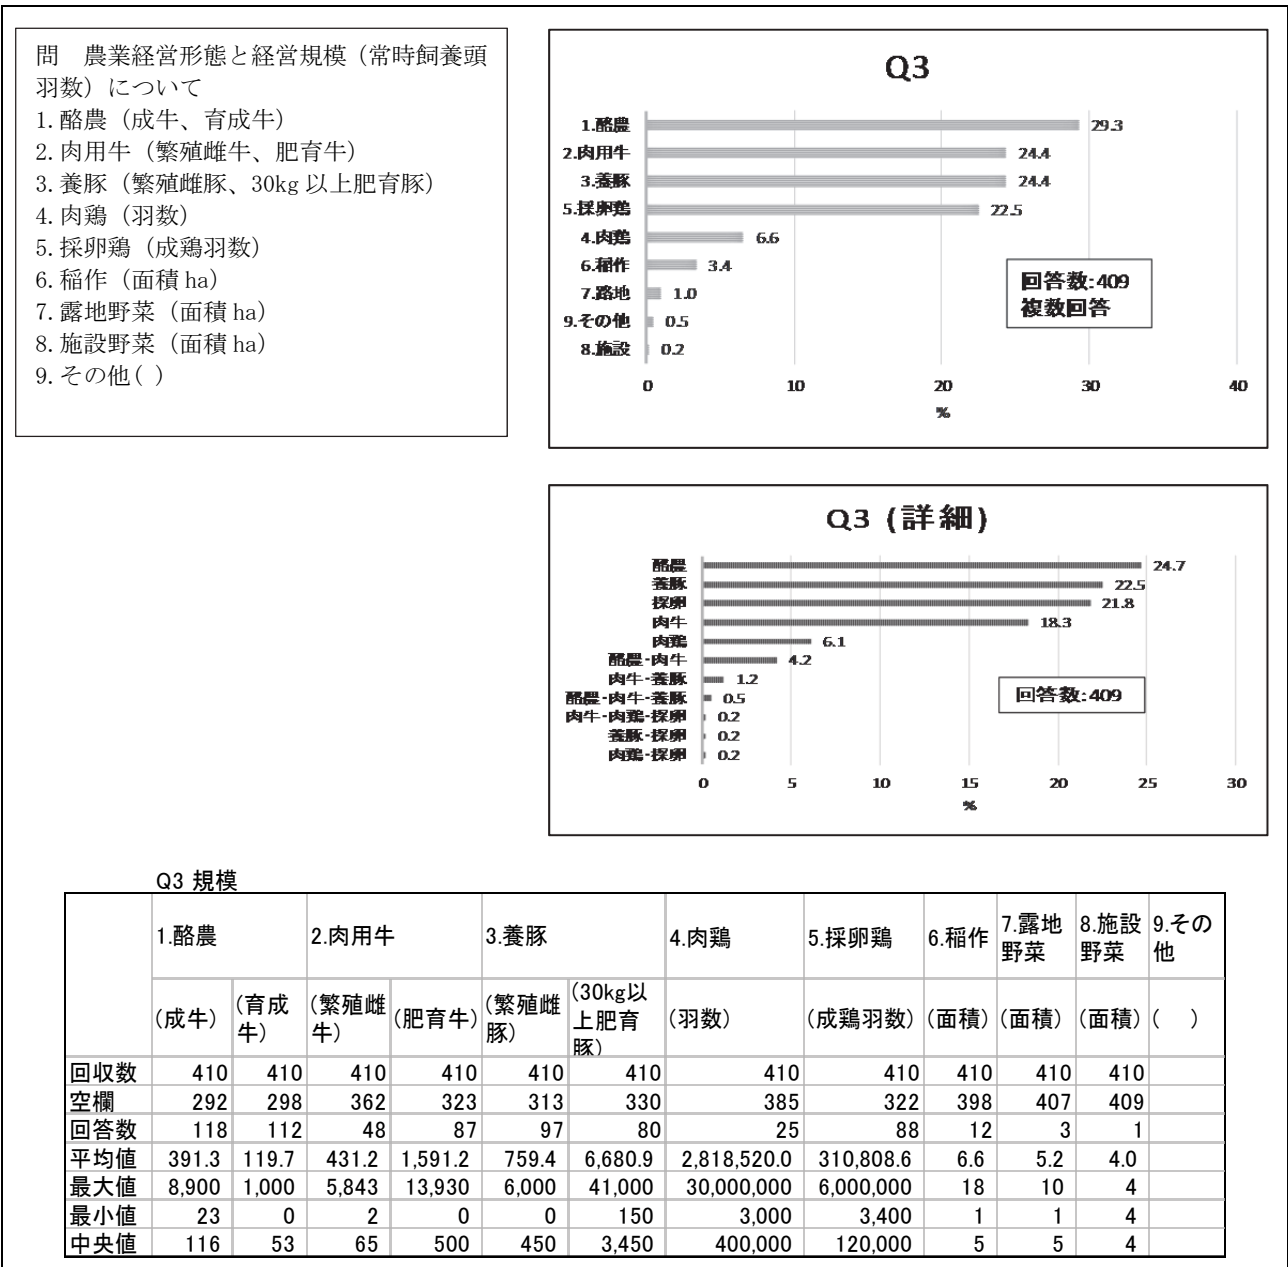 問　農業経営形態と経営規模（常時飼養頭
羽数）について
1.酪農（成牛、育成牛）
2.肉用牛（繁殖雌牛、肥育牛）
3.養豚（繁殖雌豚、30kg 以上肥育豚）
4.肉鶏（羽数）
5.採卵鶏（成鶏羽数）
6.稲作（面積 ha）
7.露地野菜（面積 ha）
8.施設野菜（面積 ha）
9.その他( )
Q3
1.酪農 29.3
2.肉用牛 24.4
3.養豚 24.4
5.採卵鶏 22.5
4.肉鶏 6.6
6.稲作 3.4
7.路地 1.0
9.その他 0.5
8.施設 0.2
回答数:409
複数回答
0 10 20 30 40
%
Q3 (詳細)
酪農 24.7
養豚 22.5
採卵 21.8
肉牛 18.3
肉鶏 6.1
酪農-肉牛 4.2
肉牛-養豚 1.2
酪農-肉牛-養豚 0.5
肉牛-肉鶏-採卵 0.2
養豚-採卵 0.2
肉鶏-採卵 0.2
回答数:409
0 5 10 15 20 25 30
%
Q3 規模
1.酪農 2.肉用牛 3.養豚 4.肉鶏 5.採卵鶏 6.稲作 7.露地野菜 8.施設野菜 9.その他
(成牛) (育成牛) (繁殖雌牛) (肥育牛) (繁殖雌豚) (30kg以上肥育豚) (羽数) (成鶏羽数) (面積) (面積) (面積) (　)
回収数 410 410 410 410 410 410 410 410 410 410 410
空欄 292 298 362 323 313 330 385 322 398 407 409
回答数 118 112 48 87 97 80 25 88 12 3 1
平均値 391.3 119.7 431.2 1,591.2 759.4 6,680.9 2,818,520.0 310,808.6 6.6 5.2 4.0
最大値 8,900 1,000 5,843 13,930 6,000 41,000 30,000,000 6,000,000 18 10 4
最小値 23 0 2 0 0 150 3,000 3,400 1 1 4
中央値 116 53 65 500 450 3,450 400,000 120,000 5 5 4